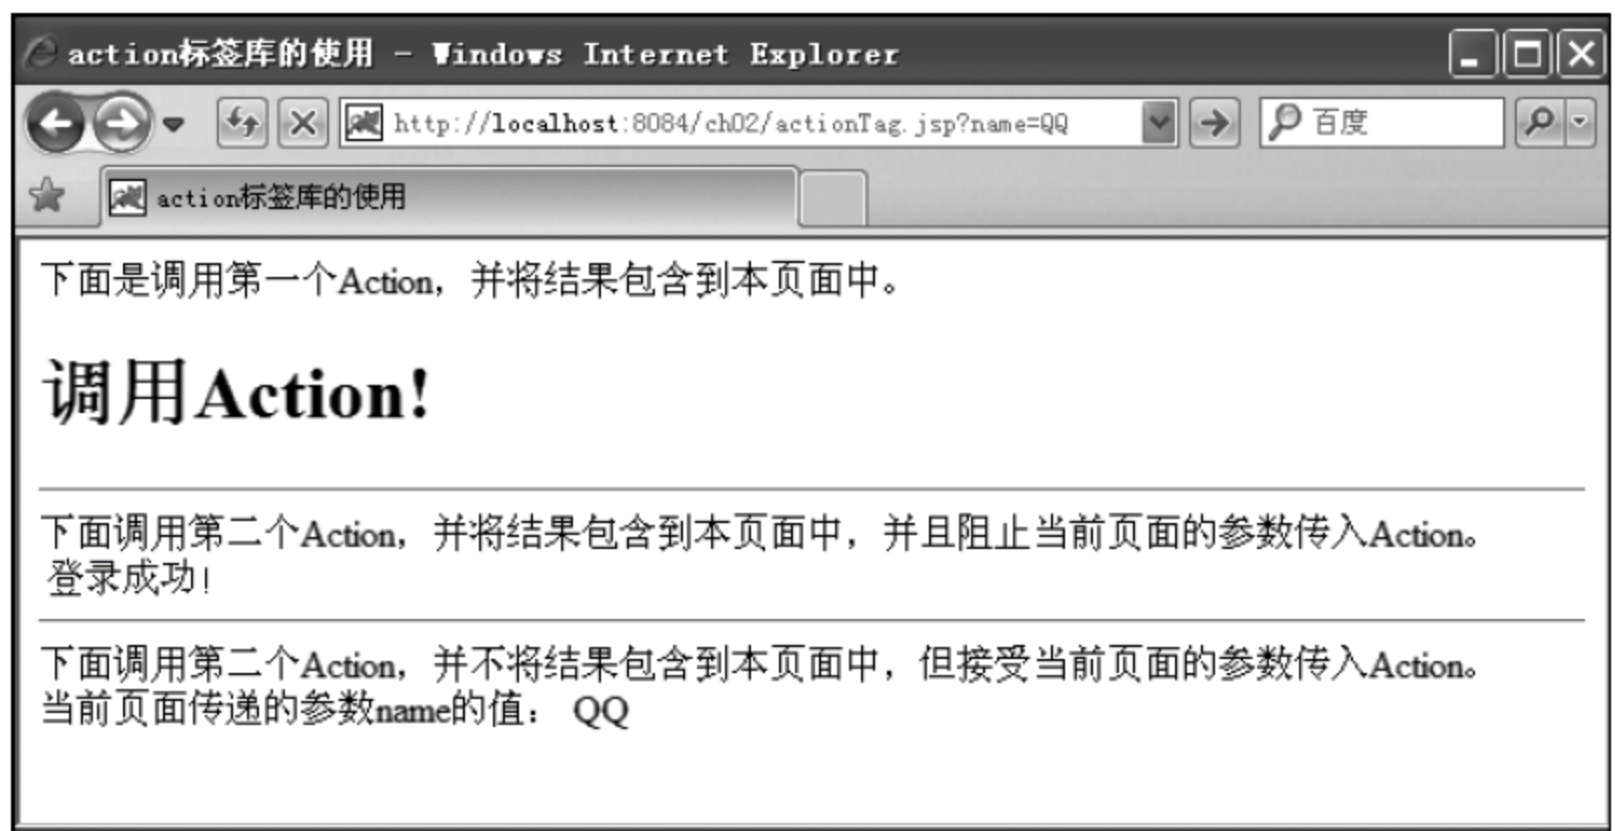 action标签库的使用 - Windows Internet Explorer
http://localhost:8084/ch02/actionTag.jsp?name=QQ
百度
action标签库的使用
下面是调用第一个Action，并将结果包含到本页面中。
调用Action!
下面调用第二个Action，并将结果包含到本页面中，并且阻止当前页面的参数传入Action。
登录成功!
下面调用第二个Action，并不将结果包含到本页面中，但接受当前页面的参数传入Action。
当前页面传递的参数name的值： QQ